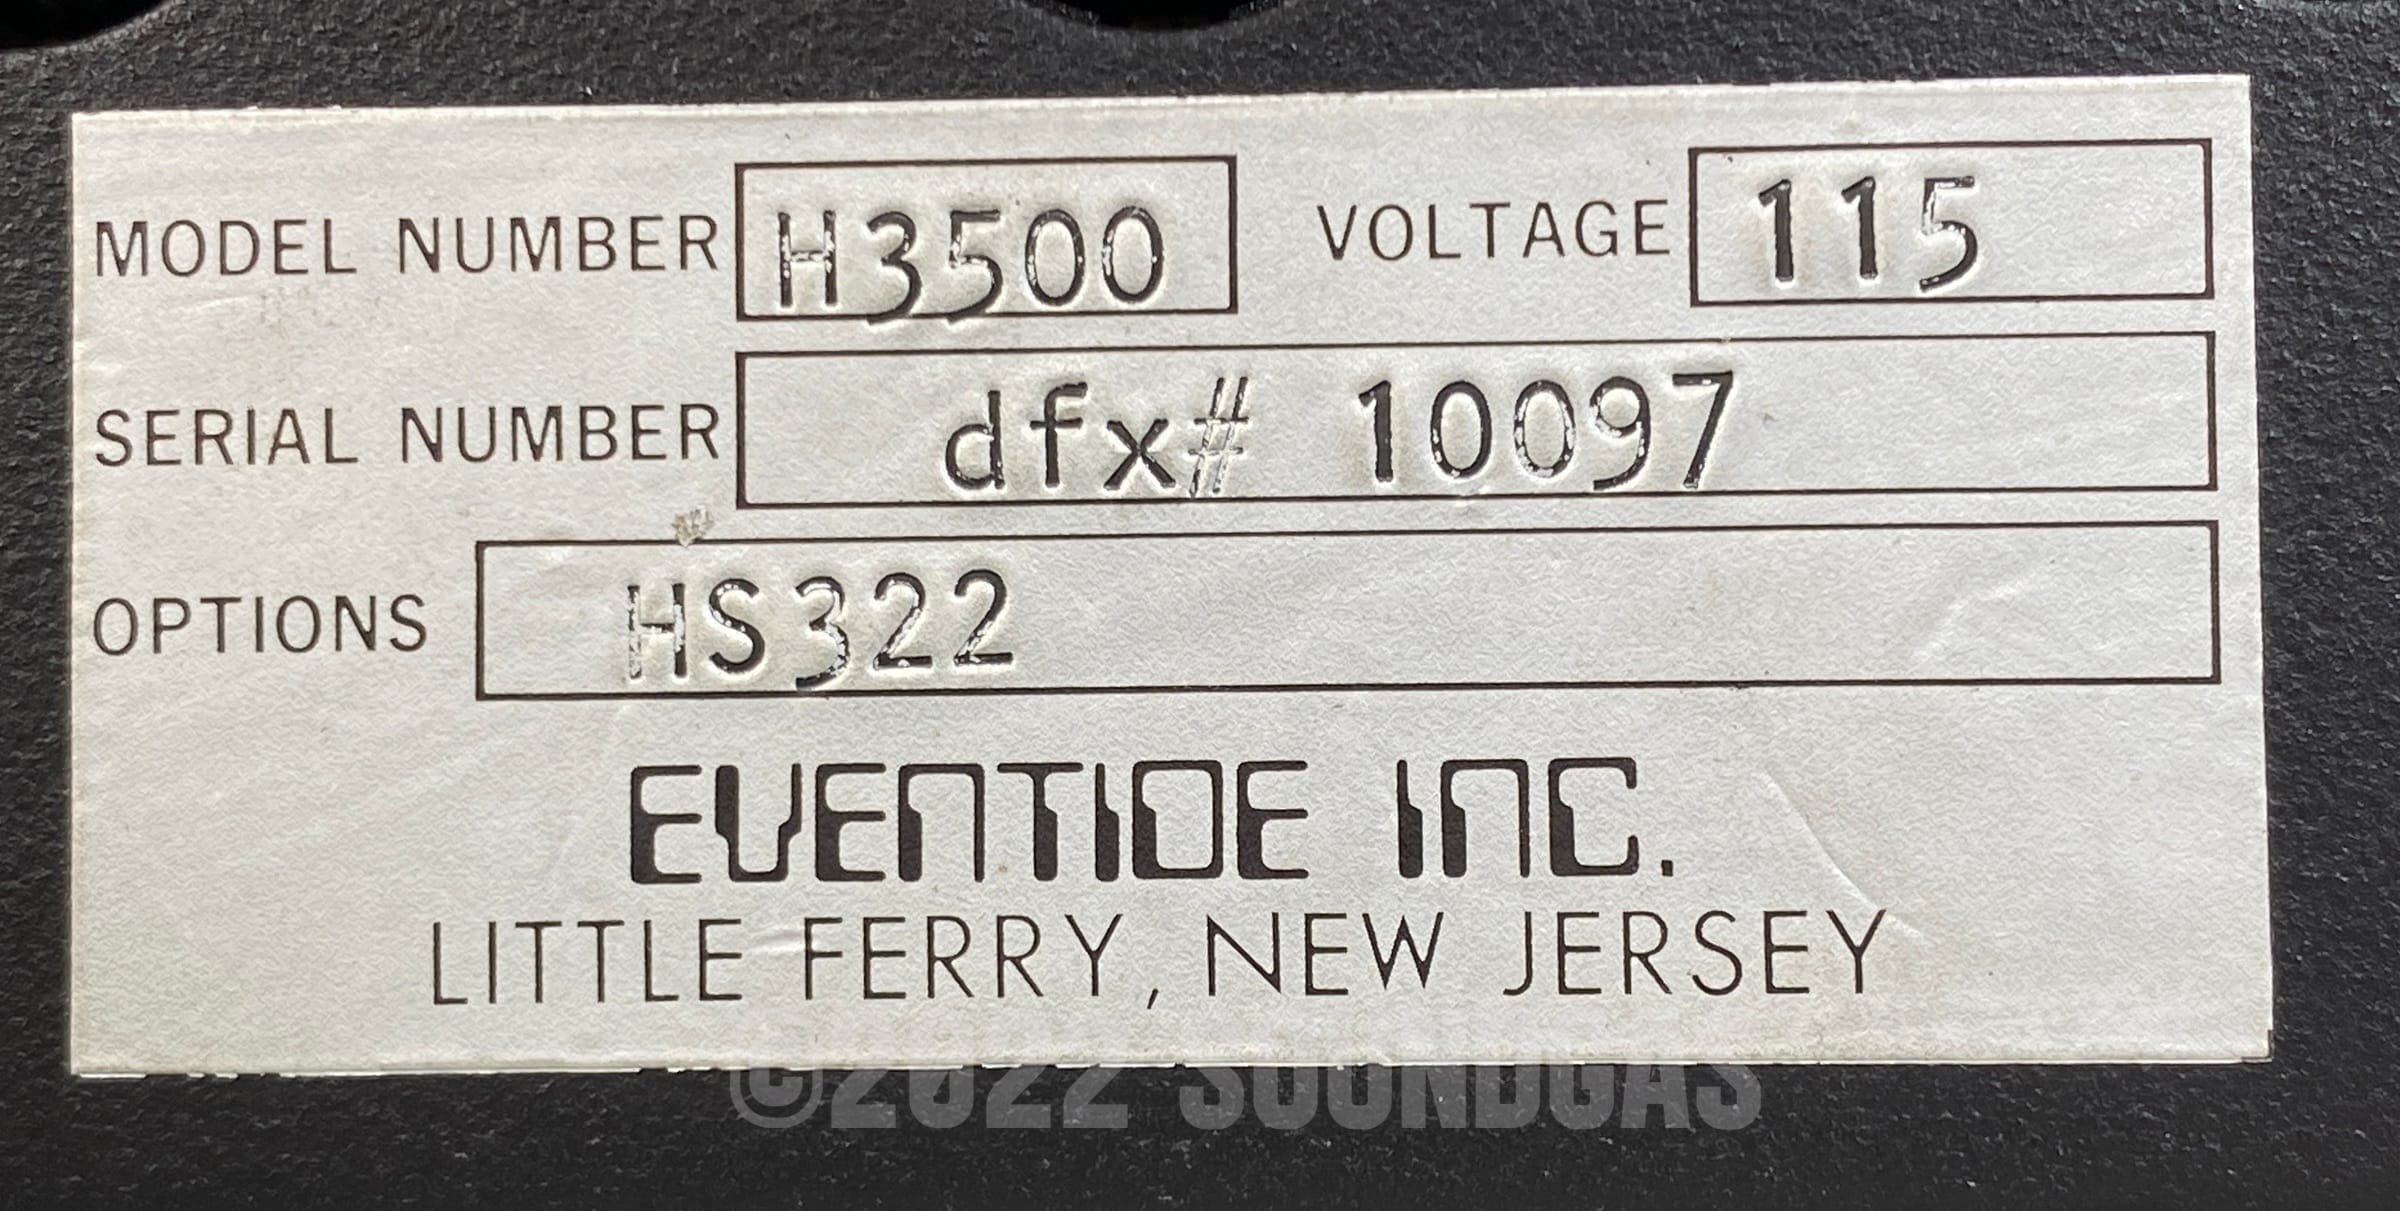 MODEL NUMBER H3500 VOLTAGE 115
SERIAL NUMBER dfx# 10097
OPTIONS HS322
EVENTIDE INC.
LITTLE FERRY, NEW JERSEY
©2022 SOUNDGAS